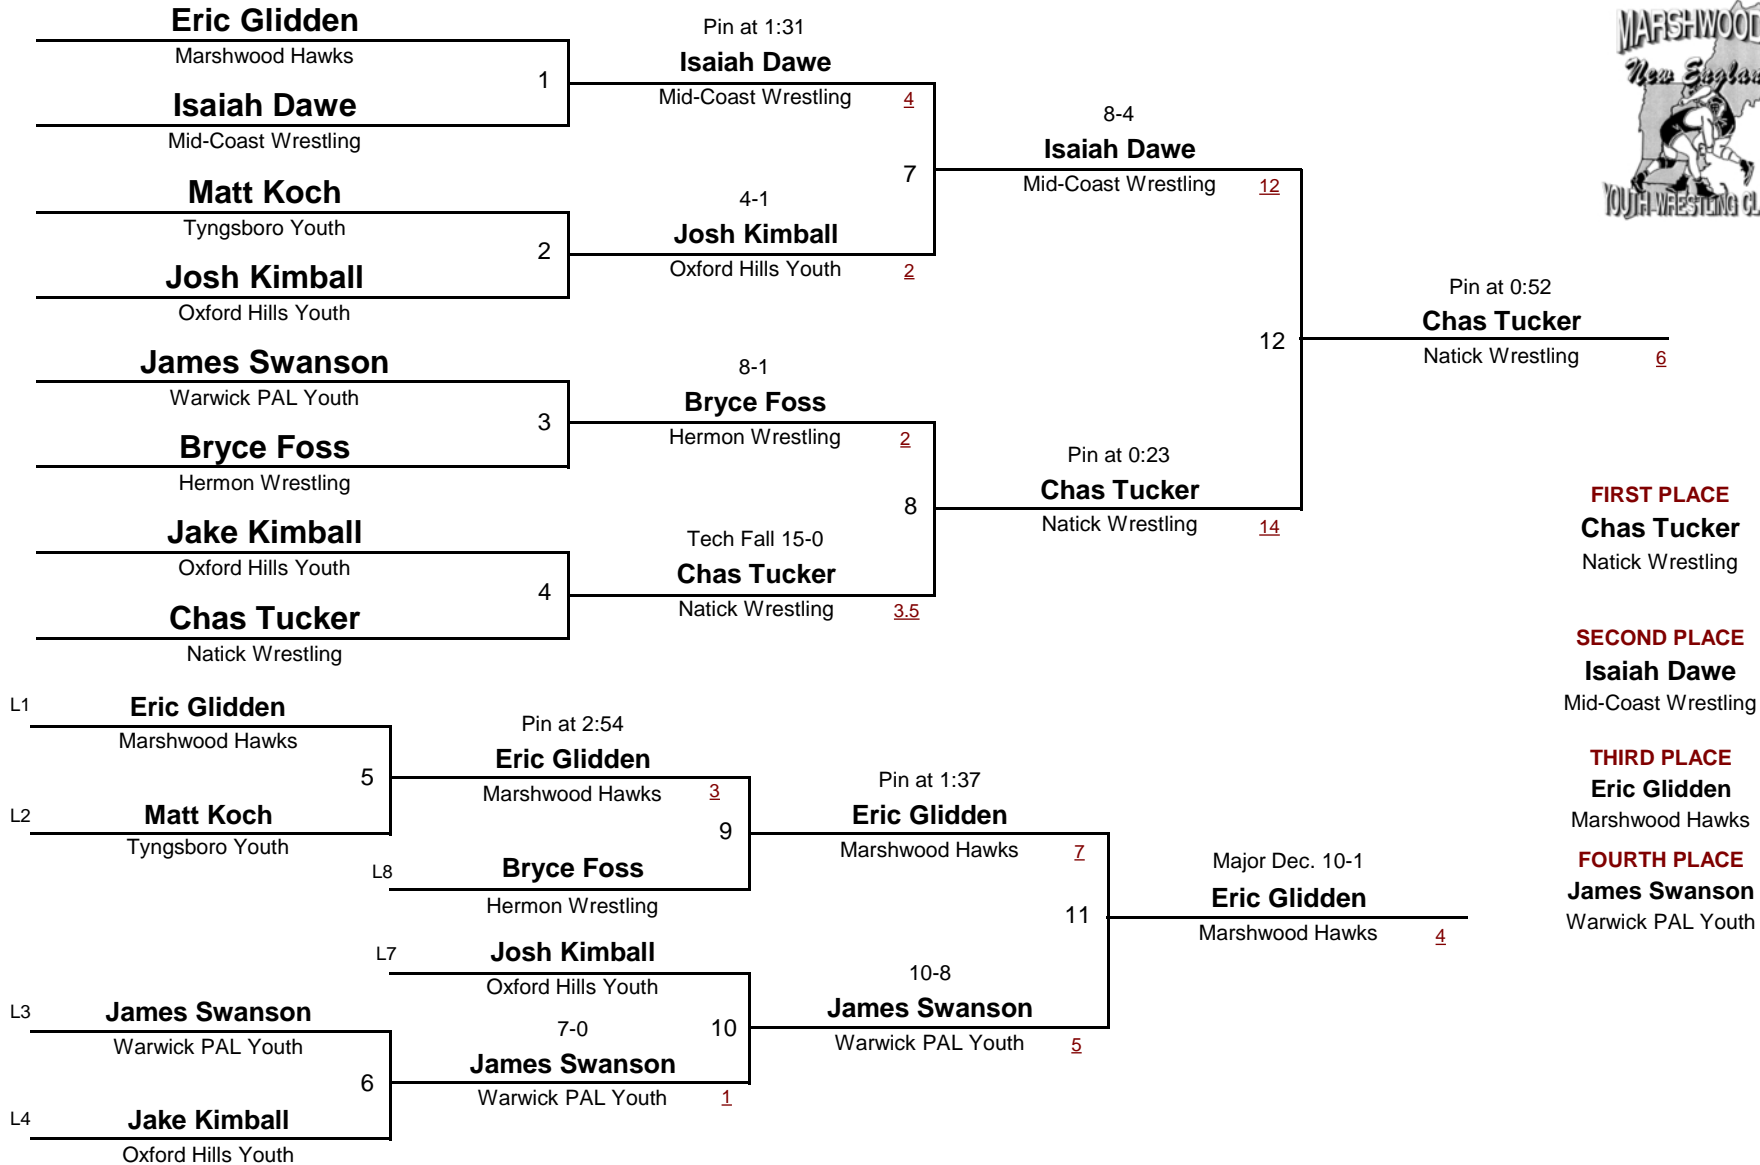 Eric Glidden
Marshwood Hawks
1
Isaiah Dawe
Mid-Coast Wrestling
Matt Koch
Tyngsboro Youth
2
Josh Kimball
Oxford Hills Youth
James Swanson
Warwick PAL Youth
3
Bryce Foss
Hermon Wrestling
Jake Kimball
Oxford Hills Youth
4
Chas Tucker
Natick Wrestling
Pin at 1:31
Isaiah Dawe
Mid-Coast Wrestling 4
7
4-1
Josh Kimball
Oxford Hills Youth 2
8-1
Bryce Foss
Hermon Wrestling 2
8
Tech Fall 15-0
Chas Tucker
Natick Wrestling 3.5
8-4
Isaiah Dawe
Mid-Coast Wrestling 12
12
Pin at 0:23
Chas Tucker
Natick Wrestling 14
Pin at 0:52
Chas Tucker
Natick Wrestling 6
MARSHWOOD
New England
YOUTH WRESTLING CL
FIRST PLACE
Chas Tucker
Natick Wrestling
SECOND PLACE
Isaiah Dawe
Mid-Coast Wrestling
THIRD PLACE
Eric Glidden
Marshwood Hawks
FOURTH PLACE
James Swanson
Warwick PAL Youth
L1 Eric Glidden
Marshwood Hawks
5
L2 Matt Koch
Tyngsboro Youth
L3 James Swanson
Warwick PAL Youth
6
L4 Jake Kimball
Oxford Hills Youth
Pin at 2:54
Eric Glidden
Marshwood Hawks 3
9
L8 Bryce Foss
Hermon Wrestling
L7 Josh Kimball
Oxford Hills Youth
7-0 10
James Swanson
Warwick PAL Youth 1
Pin at 1:37
Eric Glidden
Marshwood Hawks 7
11
10-8
James Swanson
Warwick PAL Youth 5
Major Dec. 10-1
Eric Glidden
Marshwood Hawks 4